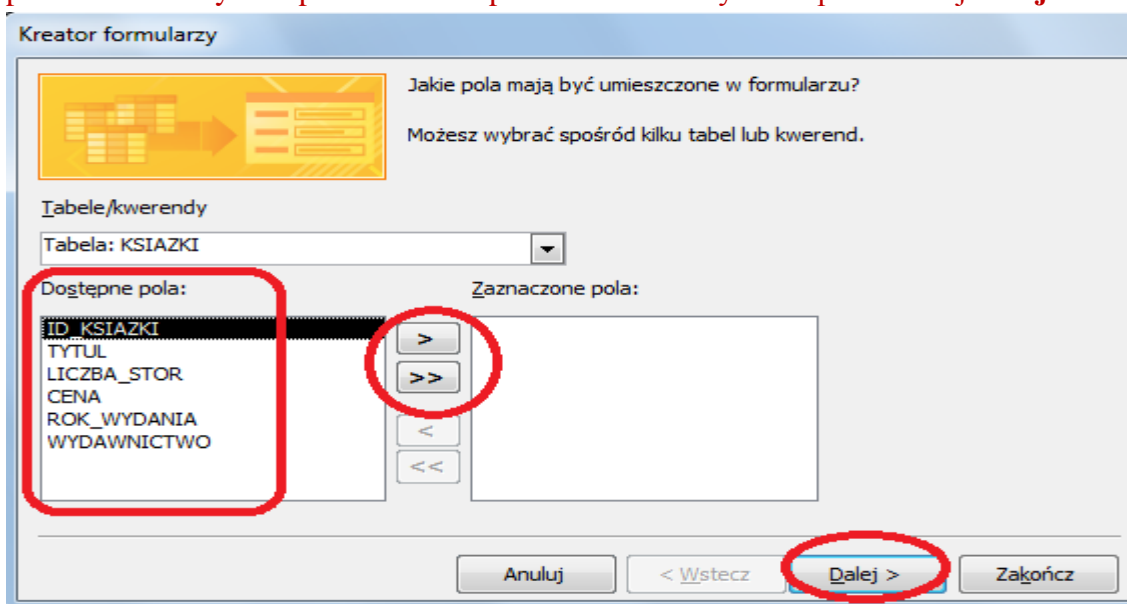 Kreator formularzy
Jakie pola mają być umieszczone w formularzu?
Możesz wybrać spośród kilku tabel lub kwerend.
Tabele/kwerendy
Tabela: KSIAZKI
Dostępne pola:
Zaznaczone pola:
ID_KSIAZKI
TYTUL
LICZBA_STOR
CENA
ROK_WYDANIA
WYDAWNICTWO
>
>>
<
<<
Anuluj
< Wstecz
Dalej >
Zakończ